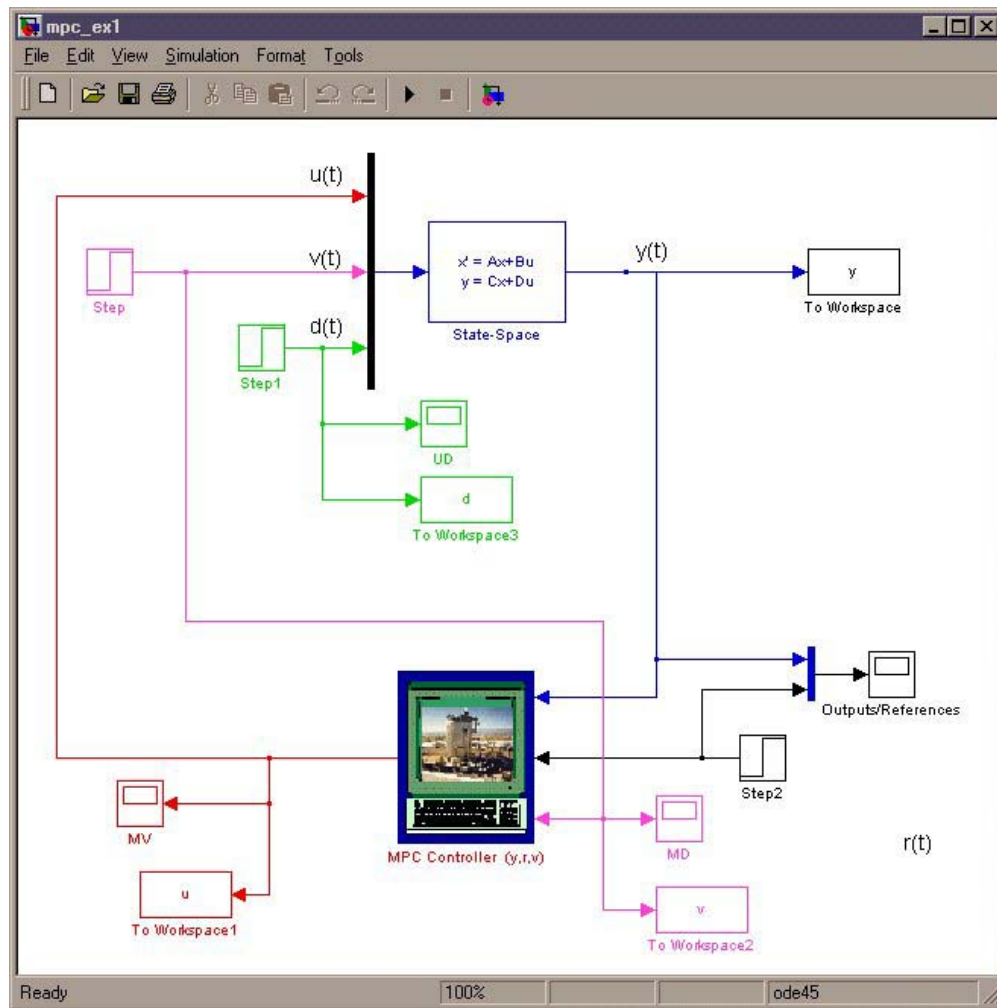 mpc_ex1
File Edit View Simulation Format Tools
u(t)
v(t)
Step
d(t)
Step1
x' = Ax+Bu
y = Cx+Du
State-Space
y(t)
y
To Workspace
UD
d
To Workspace3
Outputs/References
Step2
MPC Controller (y,r,v)
MV
u
To Workspace1
MD
r(t)
v
To Workspace2
Ready 100% ode45